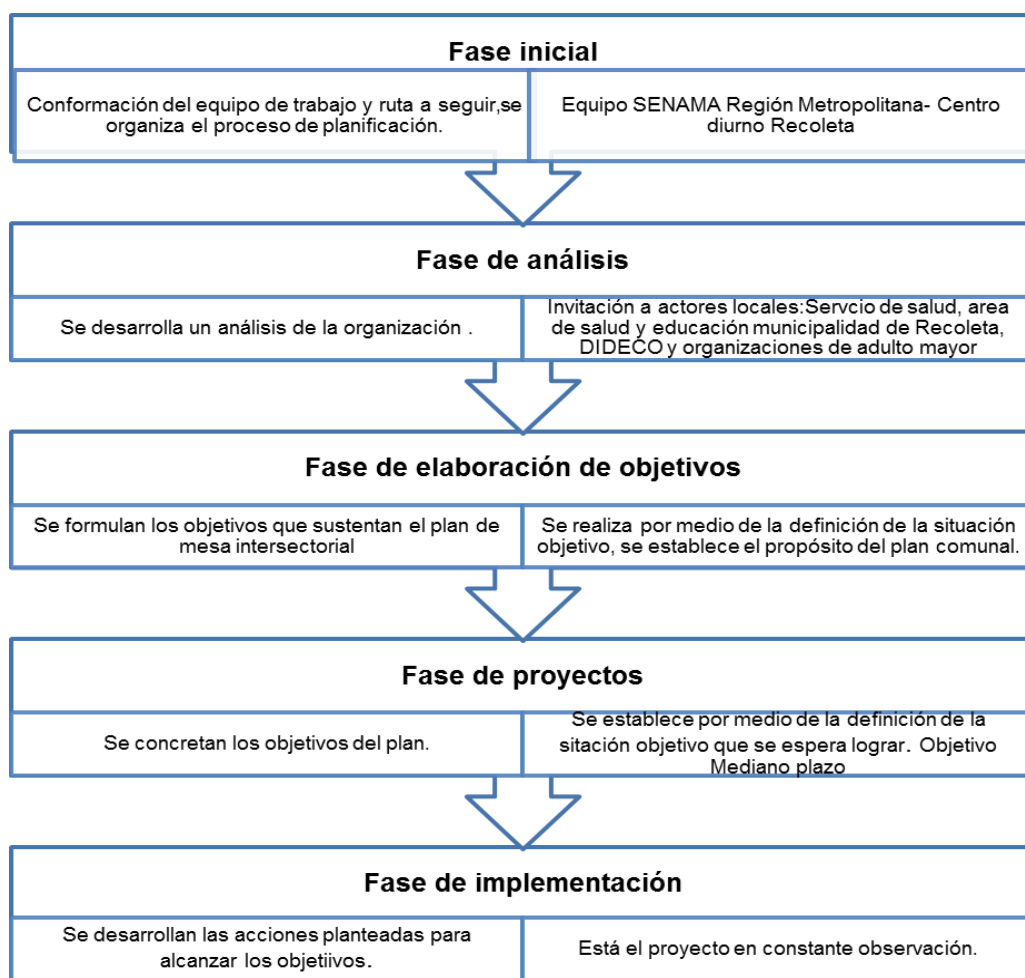 Fase inicial
Conformación del equipo de trabajo y ruta a seguir,se
organiza el proceso de planificación.
Equipo SENAMA Región Metropolitana- Centro
diurno Recoleta
Fase de análisis
Se desarrolla un análisis de la organización .
Invitación a actores locales:Servcio de salud, area
de salud y educación municipalidad de Recoleta,
DIDECO y organizaciones de adulto mayor
Fase de elaboración de objetivos
Se formulan los objetivos que sustentan el plan de
mesa intersectorial
Se realiza por medio de la definición de la situación
objetivo, se establece el propósito del plan comunal.
Fase de proyectos
Se concretan los objetivos del plan.
Se establece por medio de la definición de la
sitación objetivo que se espera lograr. Objetivo
Mediano plazo
Fase de implementación
Se desarrollan las acciones planteadas para
alcanzar los objetiivos.
Está el proyecto en constante observación.